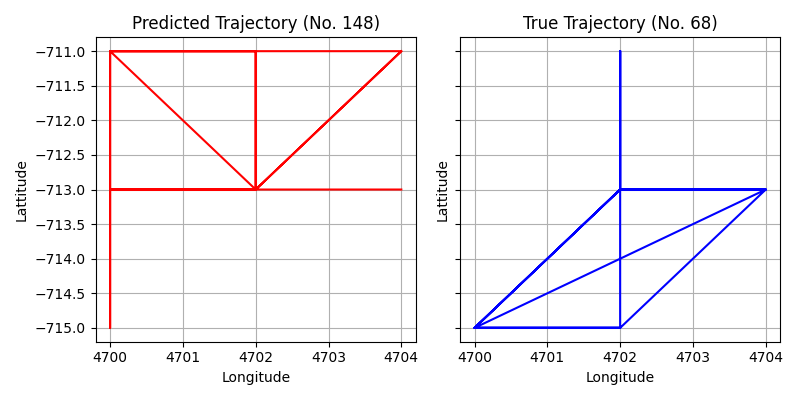 Predicted Trajectory (No. 148)
True Trajectory (No. 68)
−711.0
−711.5
−712.0
−712.5
−713.0
−713.5
−714.0
−714.5
−715.0
Lattitude
Lattitude
4700 4701 4702 4703 4704
4700 4701 4702 4703 4704
Longitude
Longitude